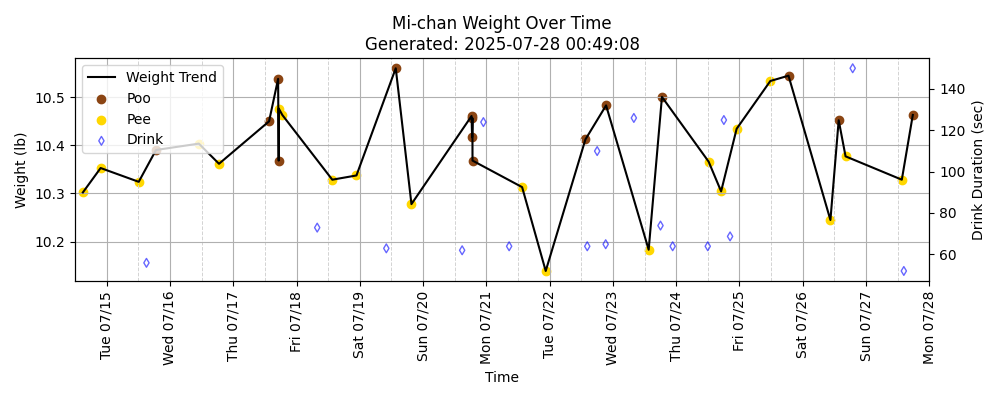 Mi-chan Weight Over Time
Generated: 2025-07-28 00:49:08
Weight Trend
Poo
Pee
Drink
10.5
10.4
10.3
10.2
Weight (lb)
140
120
100
80
60
Drink Duration (sec)
Tue 07/15
Wed 07/16
Thu 07/17
Fri 07/18
Sat 07/19
Sun 07/20
Mon 07/21
Tue 07/22
Wed 07/23
Thu 07/24
Fri 07/25
Sat 07/26
Sun 07/27
Mon 07/28
Time